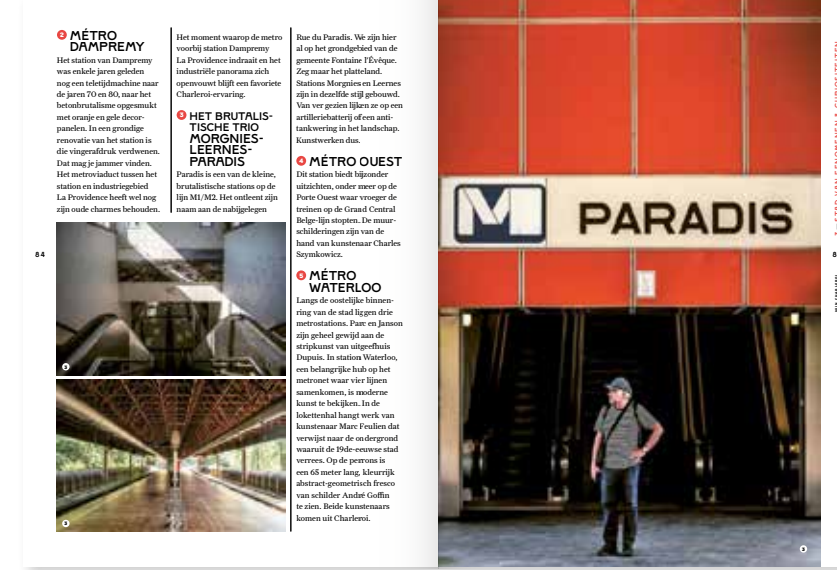 2 MÉTRO
DAMPREMY
Het station van Dampremy
was enkele jaren geleden
nog een teletijdmachine naar
de jaren 70 en 80, naar het
betonbrutalisme opgesmukt
met oranje en gele decor-
panelen. In een grondige
renovatie van het station is
die vingerafdruk verdwenen.
Dat mag je jammer vinden.
Het metroviaduct tussen het
station en industriegebied
La Providence heeft wel nog
zijn oude charmes behouden.
Het moment waarop de metro
voorbij station Dampremy
La Providence indraait en het
industriële panorama zich
openvouwt blijft een favoriete
Charleroi-ervaring.
3 HET BRUTALIS-
TISCHE TRIO
MORGNIES-
LEERNES-
PARADIS
Paradis is een van de kleine,
brutalistische stations op de
lijn M1/M2. Het ontleent zijn
naam aan de nabijgelegen
Rue du Paradis. We zijn hier
al op het grondgebied van de
gemeente Fontaine l'Évêque.
Zeg maar het platteland.
Stations Morgnies en Leernes
zijn in dezelfde stijl gebouwd.
Van ver gezien lijken ze op een
artilleriebatterij of een anti-
tankwering in het landschap.
Kunstwerken dus.
4 MÉTRO OUEST
Dit station biedt bijzonder
uitzichten, onder meer op de
Porte Ouest waar vroeger de
treinen op de Grand Central
Belge-lijn stopten. De muur-
schilderingen zijn van de
hand van kunstenaar Charles
Szymkowicz.
5 MÉTRO
WATERLOO
Langs de oostelijke binnen-
ring van de stad liggen drie
metrostations. Parc en Janson
zijn geheel gewijd aan de
stripkunst van uitgeefhuis
Dupuis. In station Waterloo,
een belangrijke hub op het
metronet waar vier lijnen
samenkomen, is moderne
kunst te bekijken. In de
lokettenhal hangt werk van
kunstenaar Marc Feulien dat
verwijst naar de ondergrond
waaruit de 19de-eeuwse stad
verrees. Op de perrons is
een 65 meter lang, kleurrijk
abstract-geometrisch fresco
van schilder André Goffin
te zien. Beide kunstenaars
komen uit Charleroi.
84
3
3
M PARADIS
3